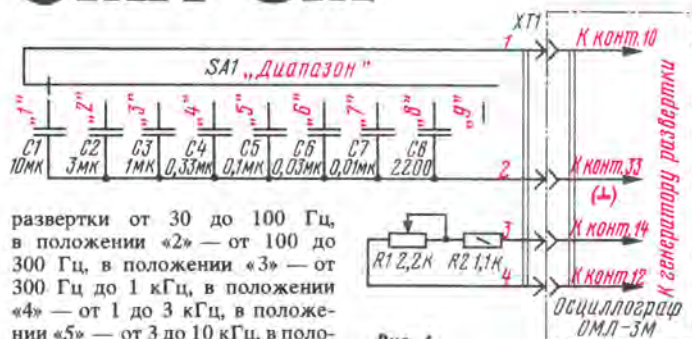 XT1
1
К конт.10
SA1 „Диапазон"
„1" „2" „3" „4" „5" „6" „7" „8" „9"
C1 C2 C3 C4 C5 C6 C7 C8
10мк 3мк 1мк 0,33мк 0,1мк 0,03мк 0,01мк 2200
2
К конт.33
(⊥)
3
К конт.14
R1 2,2к R2 1,1к
4
К конт.12
К генератору развертки
Осциллограф
ОМЛ-3М
развертки от 30 до 100 Гц,
в положении «2» — от 100 до
300 Гц, в положении «3» — от
300 Гц до 1 кГц, в положении
«4» — от 1 до 3 кГц, в положе-
нии «5» — от 3 до 10 кГц, в поло-